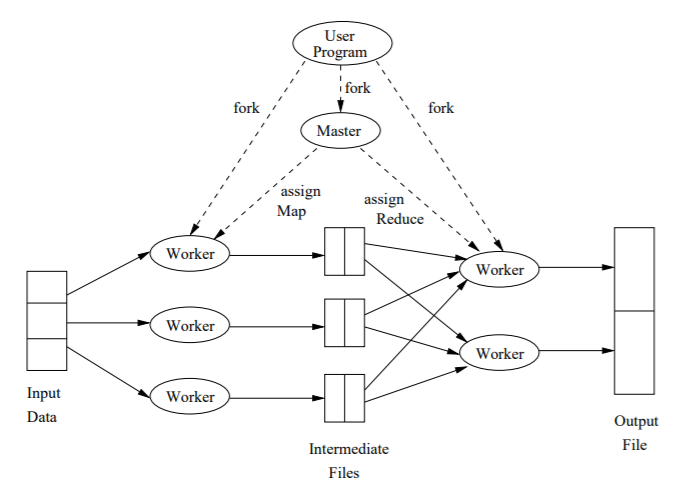 User
Program
fork
fork
fork
Master
assign
Map
assign
Reduce
Worker
Worker
Worker
Worker
Worker
Input
Data
Intermediate
Files
Output
File